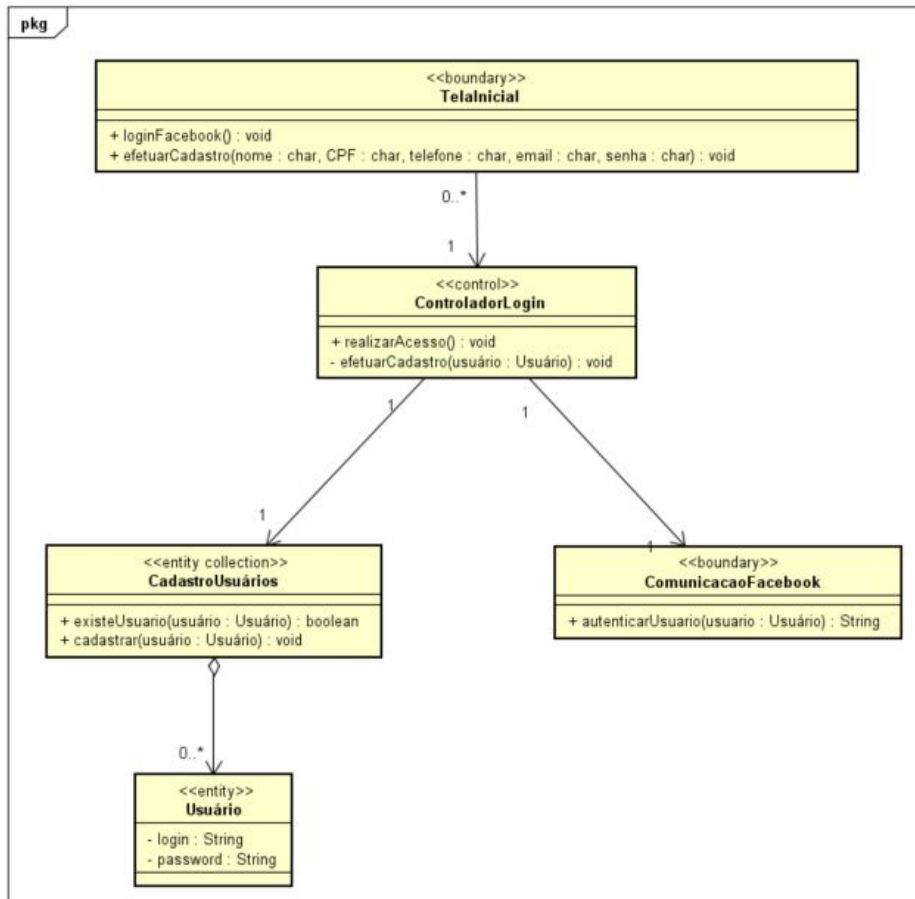 pkg
<<boundary>>
TelaInicial
+ loginFacebook() : void
+ efetuarCadastro(nome : char, CPF : char, telefone : char, email : char, senha : char) : void
0..*
1
<<control>>
ControladorLogin
+ realizarAcesso() : void
- efetuarCadastro(usuário : Usuário) : void
1
1
1
1
<<entity collection>>
CadastroUsuários
+ existeUsuario(usuário : Usuário) : boolean
+ cadastrar(usuário : Usuário) : void
<<boundary>>
ComunicacaoFacebook
+ autenticarUsuario(usuario : Usuário) : String
0..*
<<entity>>
Usuário
- login : String
- password : String